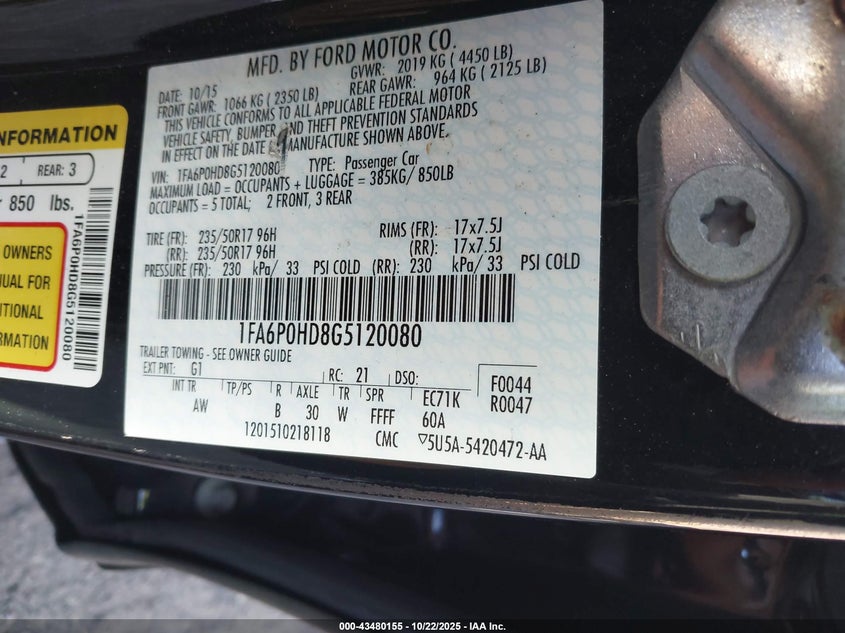 MFD. BY FORD MOTOR CO.
DATE: 10/15 GVWR: 2019 KG ( 4450 LB)
FRONT GAWR: 1066 KG ( 2350 LB) REAR GAWR: 964 KG ( 2125 LB)
THIS VEHICLE CONFORMS TO ALL APPLICABLE FEDERAL MOTOR
VEHICLE SAFETY, BUMPER, AND THEFT PREVENTION STANDARDS
IN EFFECT ON THE DATE MANUFACTURE SHOWN ABOVE.
VIN: 1FA6P0HD8G5120080 TYPE: Passenger Car
MAXIMUM LOAD = OCCUPANTS + LUGGAGE = 385KG/ 850LB
OCCUPANTS = 5 TOTAL; 2 FRONT, 3 REAR
TIRE (FR): 235/50R17 96H RIMS (FR): 17x7.5J
(RR): 235/50R17 96H (RR): 17x7.5J
PRESSURE (FR): 230 kPa/ 33 PSI COLD (RR): 230 kPa/ 33 PSI COLD
1FA6P0HD8G5120080
TRAILER TOWING - SEE OWNER GUIDE
EXT PNT: G1 RC: 21 DSO: F0044
INT TR TP/PS R AXLE TR SPR EC71K R0047
AW B 30 W FFFF 60A
1201510218118 CMC ▽5U5A-5420472-AA
INFORMATION
2 REAR: 3
850 lbs.
OWNERS
FOR
1FA6P0HD8G5120080
000-43480155 - 10/22/2025 - IAA Inc.